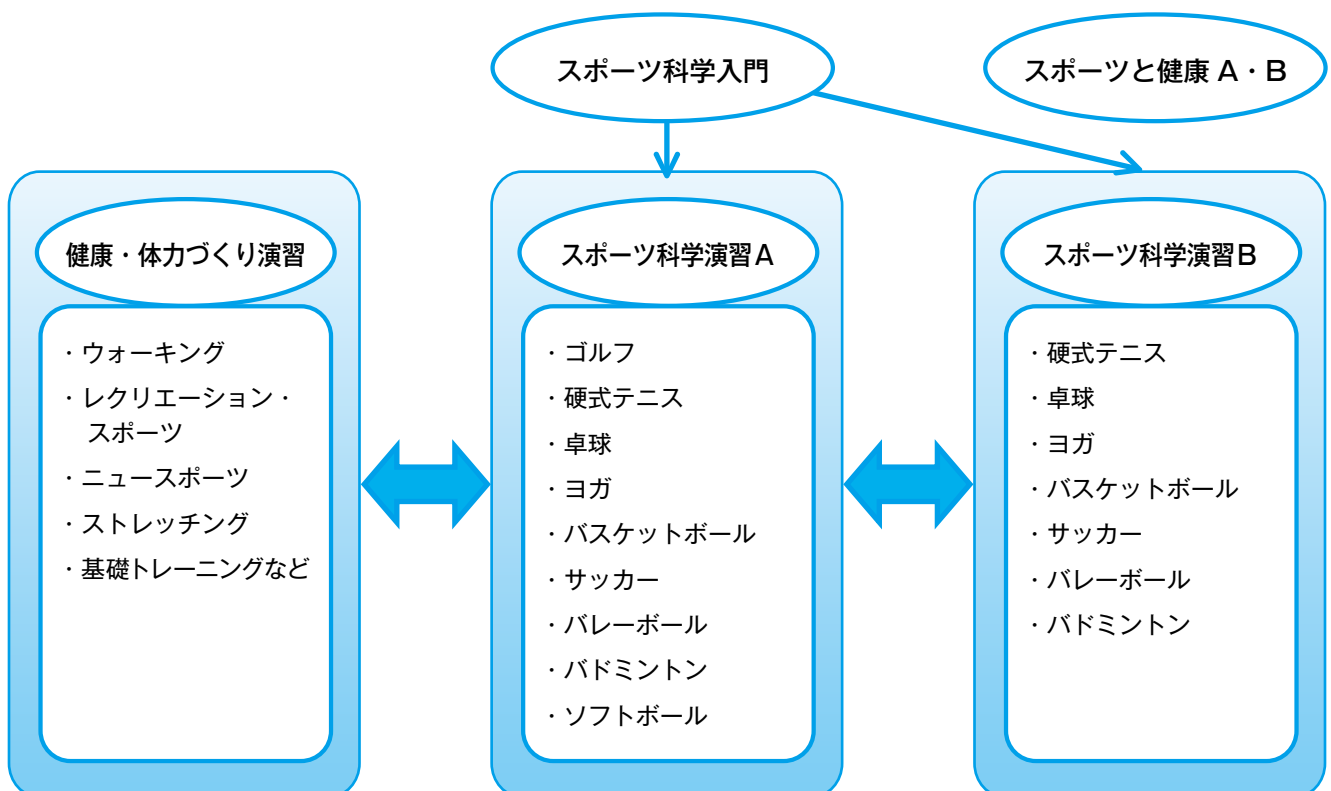 スポーツ科学入門
スポーツと健康 A・B
健康・体力づくり演習
・ウォーキング
・レクリエーション・
スポーツ
・ニュースポーツ
・ストレッチング
・基礎トレーニングなど
スポーツ科学演習A
・ゴルフ
・硬式テニス
・卓球
・ヨガ
・バスケットボール
・サッカー
・バレーボール
・バドミントン
・ソフトボール
スポーツ科学演習B
・硬式テニス
・卓球
・ヨガ
・バスケットボール
・サッカー
・バレーボール
・バドミントン